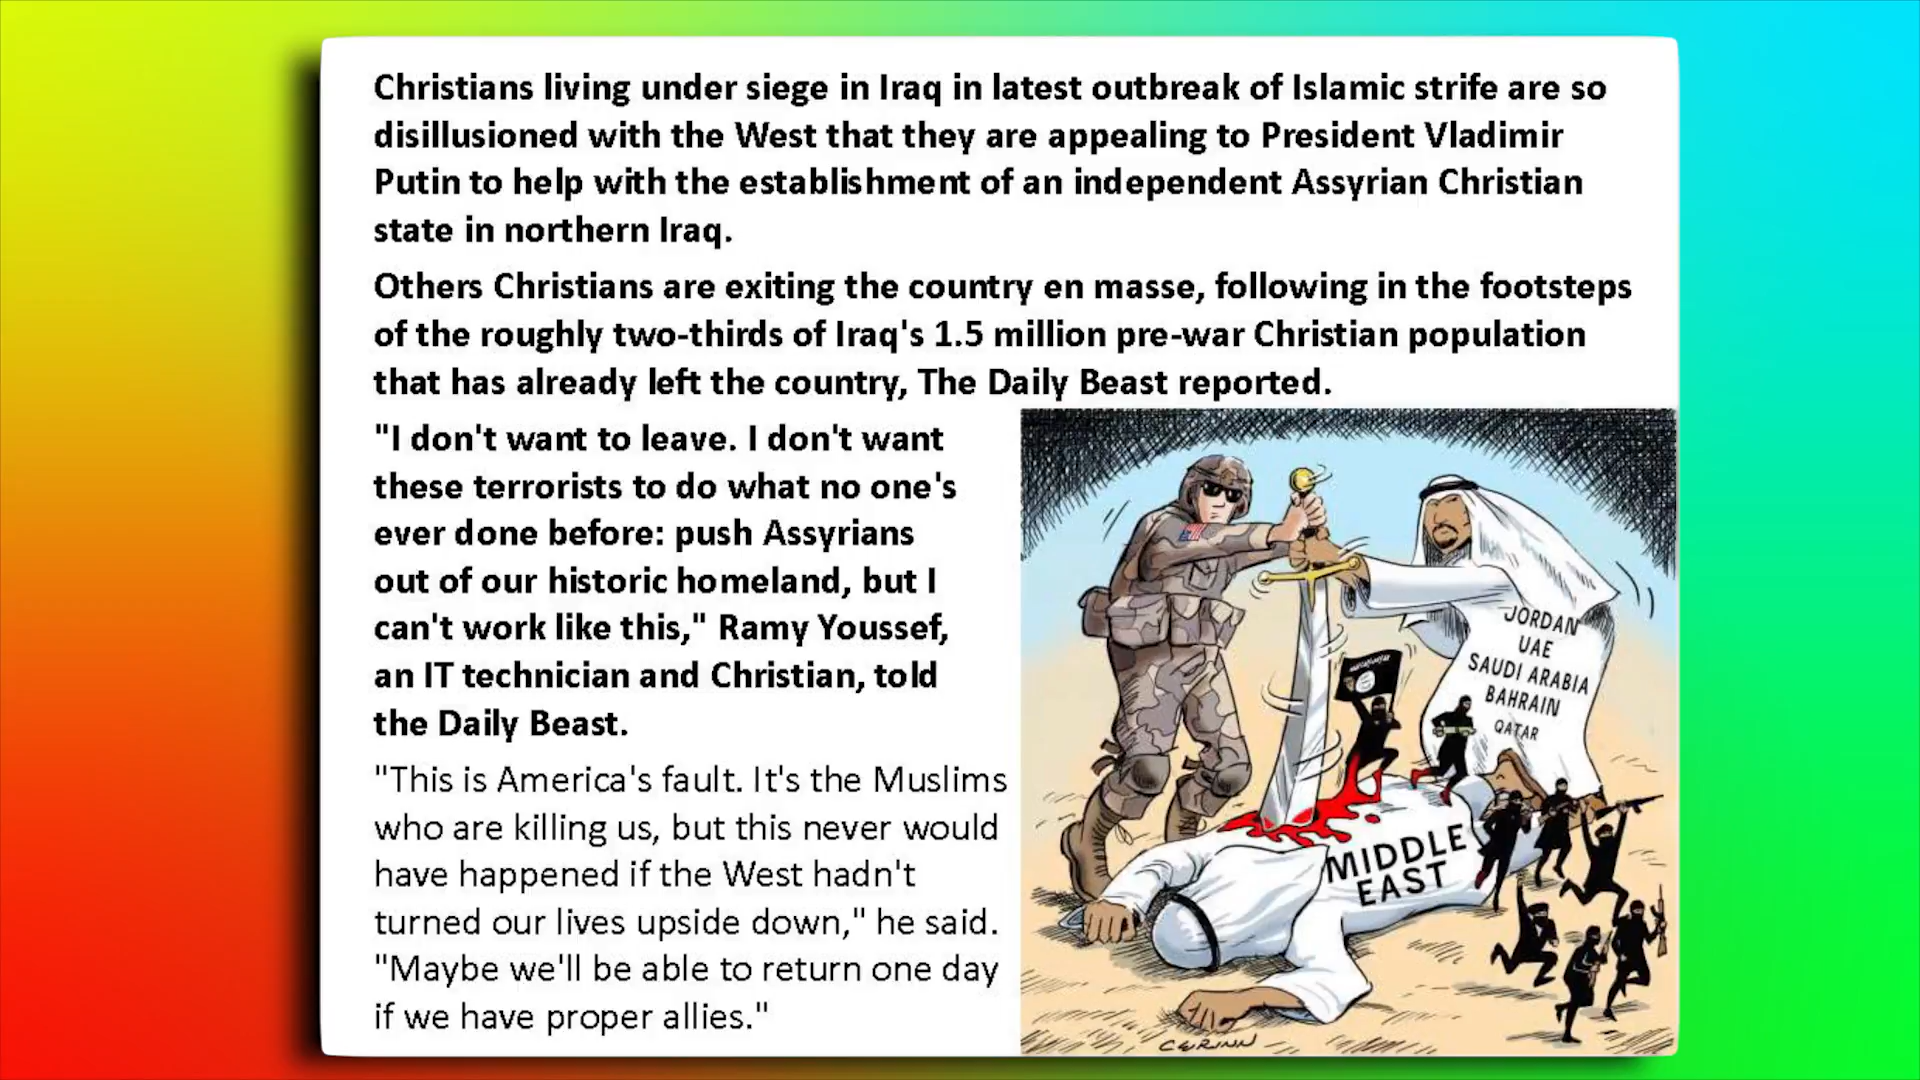 Christians living under siege in Iraq in latest outbreak of Islamic strife are so
disillusioned with the West that they are appealing to President Vladimir
Putin to help with the establishment of an independent Assyrian Christian
state in northern Iraq.
Others Christians are exiting the country en masse, following in the footsteps
of the roughly two-thirds of Iraq's 1.5 million pre-war Christian population
that has already left the country, The Daily Beast reported.
"I don't want to leave. I don't want
these terrorists to do what no one's
ever done before: push Assyrians
out of our historic homeland, but I
can't work like this," Ramy Youssef,
an IT technician and Christian, told
the Daily Beast.
"This is America's fault. It's the Muslims
who are killing us, but this never would
have happened if the West hadn't
turned our lives upside down," he said.
"Maybe we'll be able to return one day
if we have proper allies."
JORDAN
UAE
SAUDI ARABIA
BAHRAIN
QATAR
MIDDLE
EAST